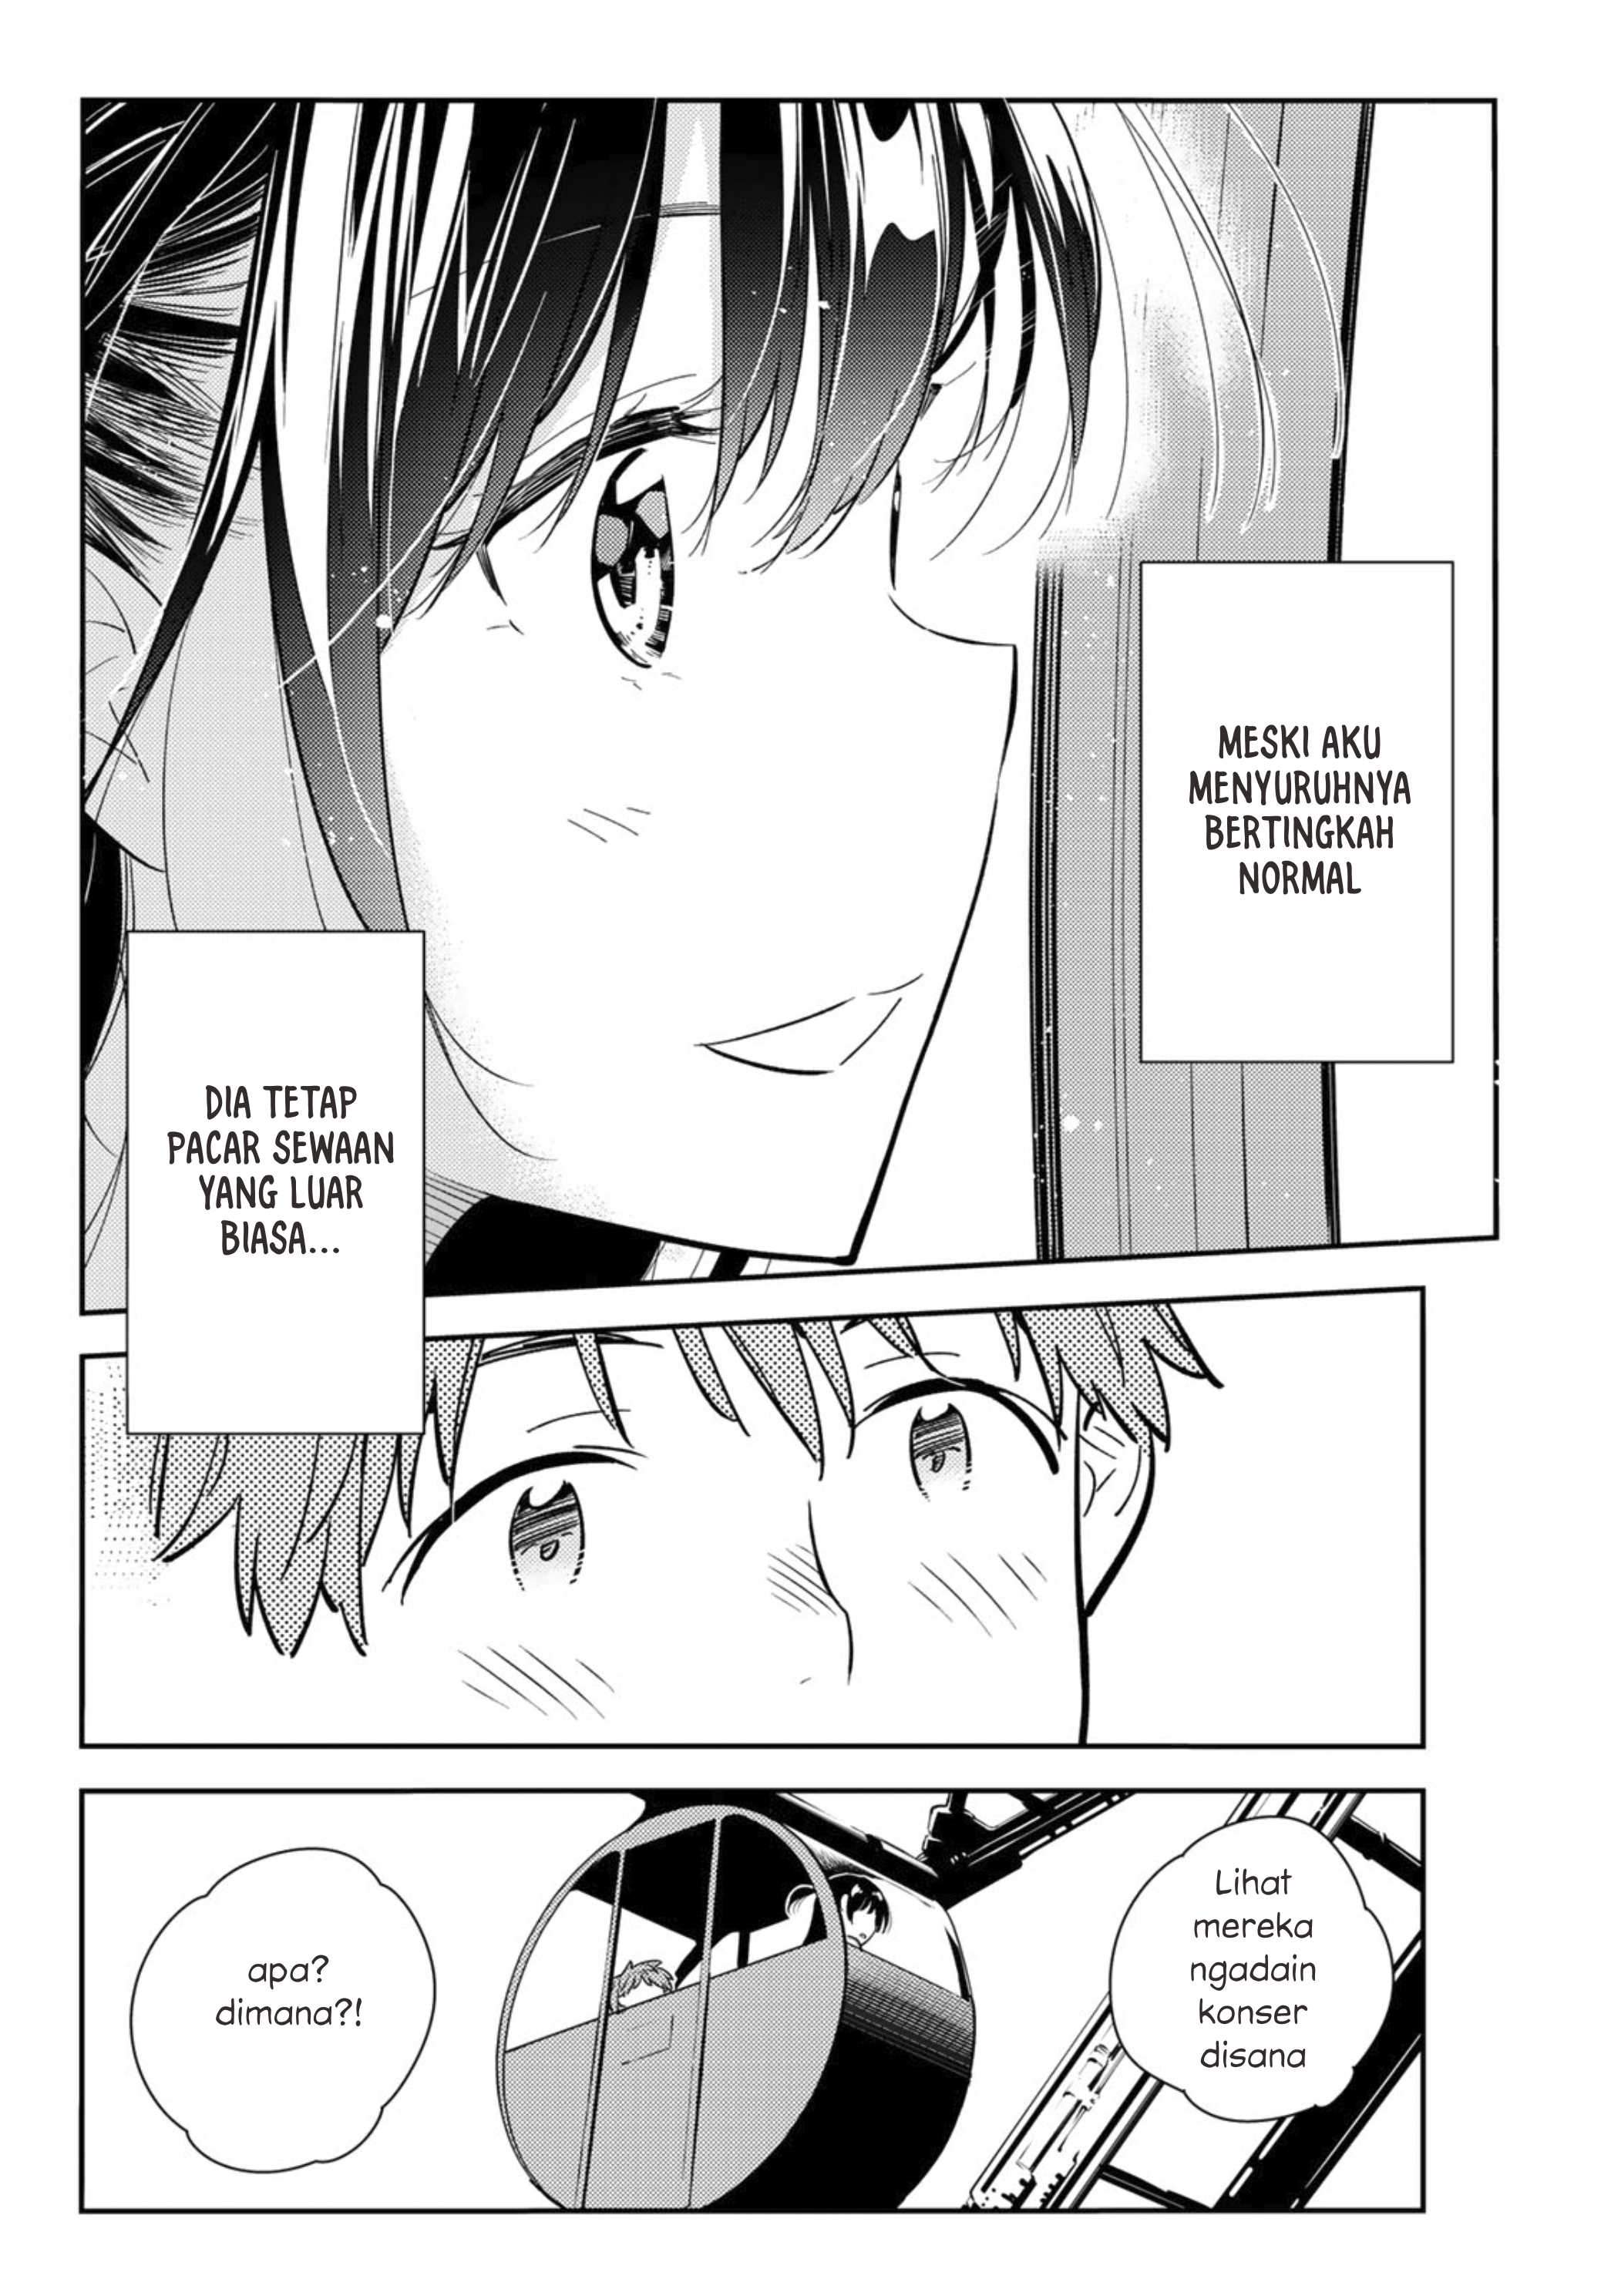 MESKI AKU
MENYURUHNYA
BERTINGKAH
NORMAL
DIA TETAP
PACAR SEWAAN
YANG LUAR
BIASA...
Lihat
mereka
ngadain
konser
disana
apa?
dimana?!